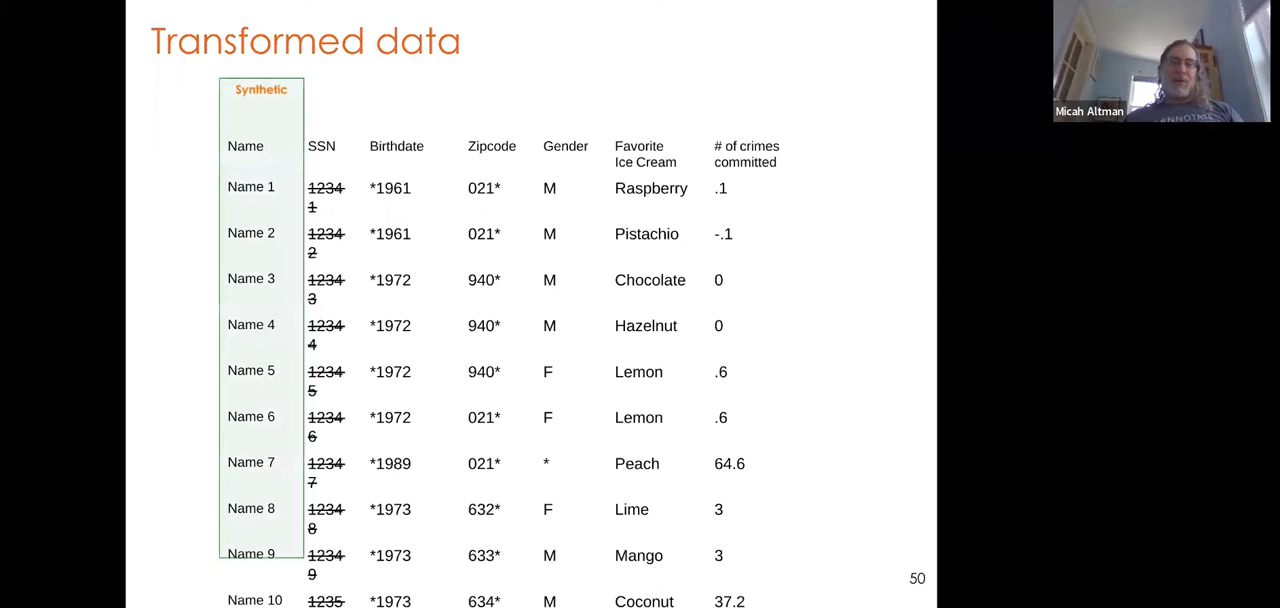 Transformed data
Synthetic
Name SSN Birthdate Zipcode Gender Favorite Ice Cream # of crimes committed
Name 1 12341 *1961 021* M Raspberry .1
Name 2 12342 *1961 021* M Pistachio -.1
Name 3 12343 *1972 940* M Chocolate 0
Name 4 12344 *1972 940* M Hazelnut 0
Name 5 12345 *1972 940* F Lemon .6
Name 6 12346 *1972 021* F Lemon .6
Name 7 12347 *1989 021* * Peach 64.6
Name 8 12348 *1973 632* F Lime 3
Name 9 12349 *1973 633* M Mango 3
Name 10 1235 *1973 634* M Coconut 37.2
50
Micah Altman
ANNOTATE